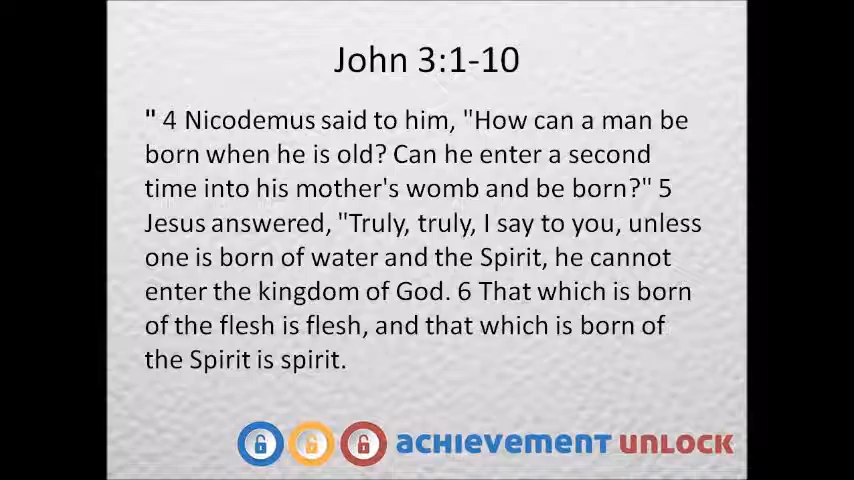 John 3:1-10
" 4 Nicodemus said to him, "How can a man be
born when he is old? Can he enter a second
time into his mother's womb and be born?" 5
Jesus answered, "Truly, truly, I say to you, unless
one is born of water and the Spirit, he cannot
enter the kingdom of God. 6 That which is born
of the flesh is flesh, and that which is born of
the Spirit is spirit.
ACHIEVEMENT UNLOCK